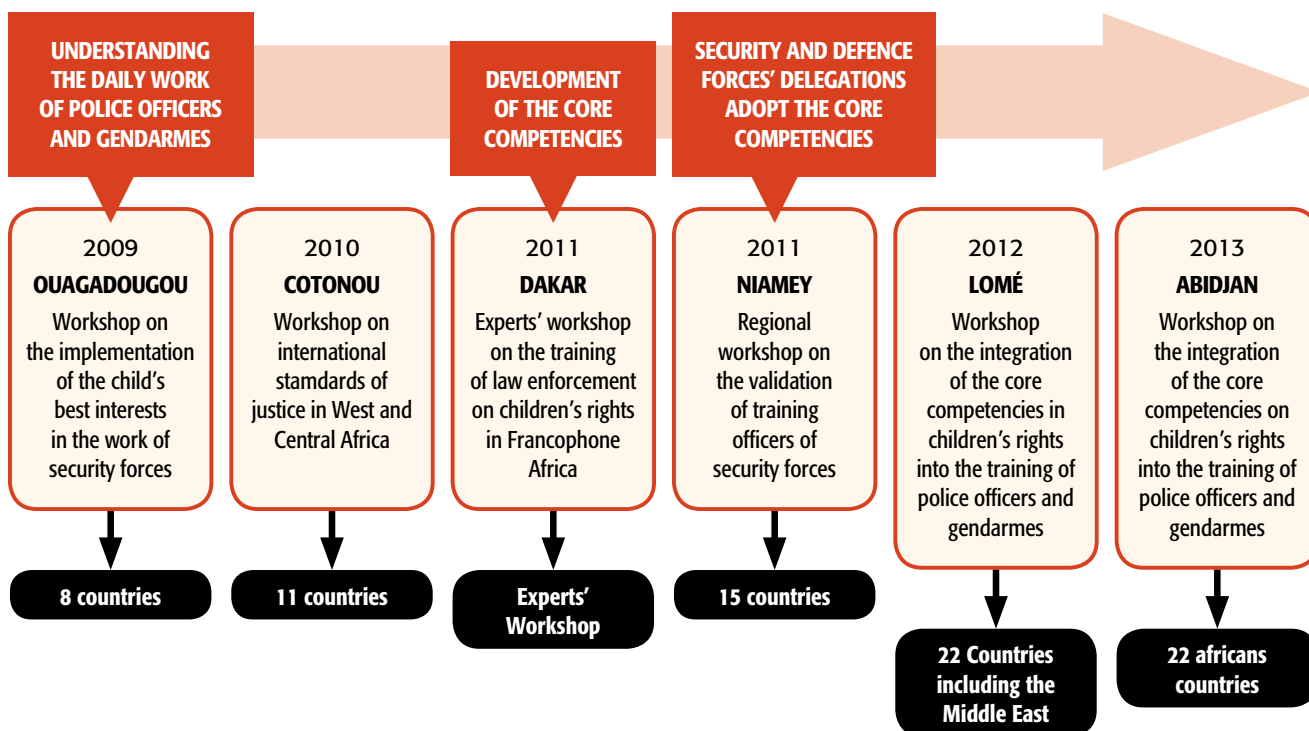 UNDERSTANDING
THE DAILY WORK
OF POLICE OFFICERS
AND GENDARMES
DEVELOPMENT
OF THE CORE
COMPETENCIES
SECURITY AND DEFENCE
FORCES' DELEGATIONS
ADOPT THE CORE
COMPETENCIES
2009
OUAGADOUGOU
Workshop on
the implementation
of the child's
best interests
in the work of
security forces
8 countries
2010
COTONOU
Workshop on
international
stamdards of
justice in West and
Central Africa
11 countries
2011
DAKAR
Experts' workshop
on the training
of law enforcement
on children's rights
in Francophone
Africa
Experts'
Workshop
2011
NIAMEY
Regional
workshop on
the validation
of training
officers of
security forces
15 countries
2012
LOMÉ
Workshop
on the integration
of the core
competencies in
children's rights
into the training of
police officers and
gendarmes
22 Countries
including the
Middle East
2013
ABIDJAN
Workshop on
the integration
of the core
competencies on
children's rights
into the training of
police officers and
gendarmes
22 africans
countries